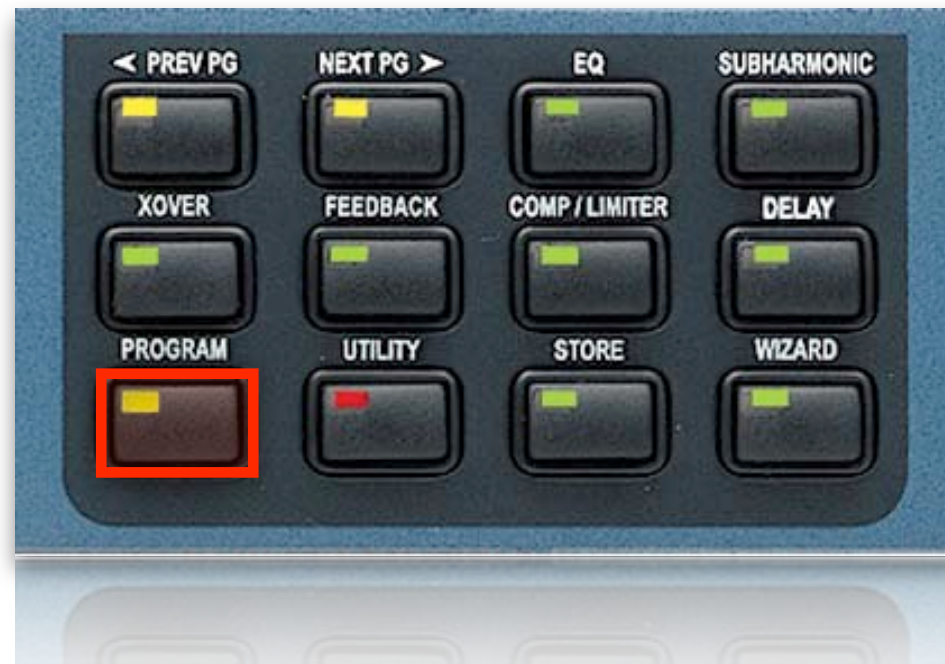 < PREV PG NEXT PG > EQ SUBHARMONIC
XOVER FEEDBACK COMP / LIMITER DELAY
PROGRAM UTILITY STORE WIZARD